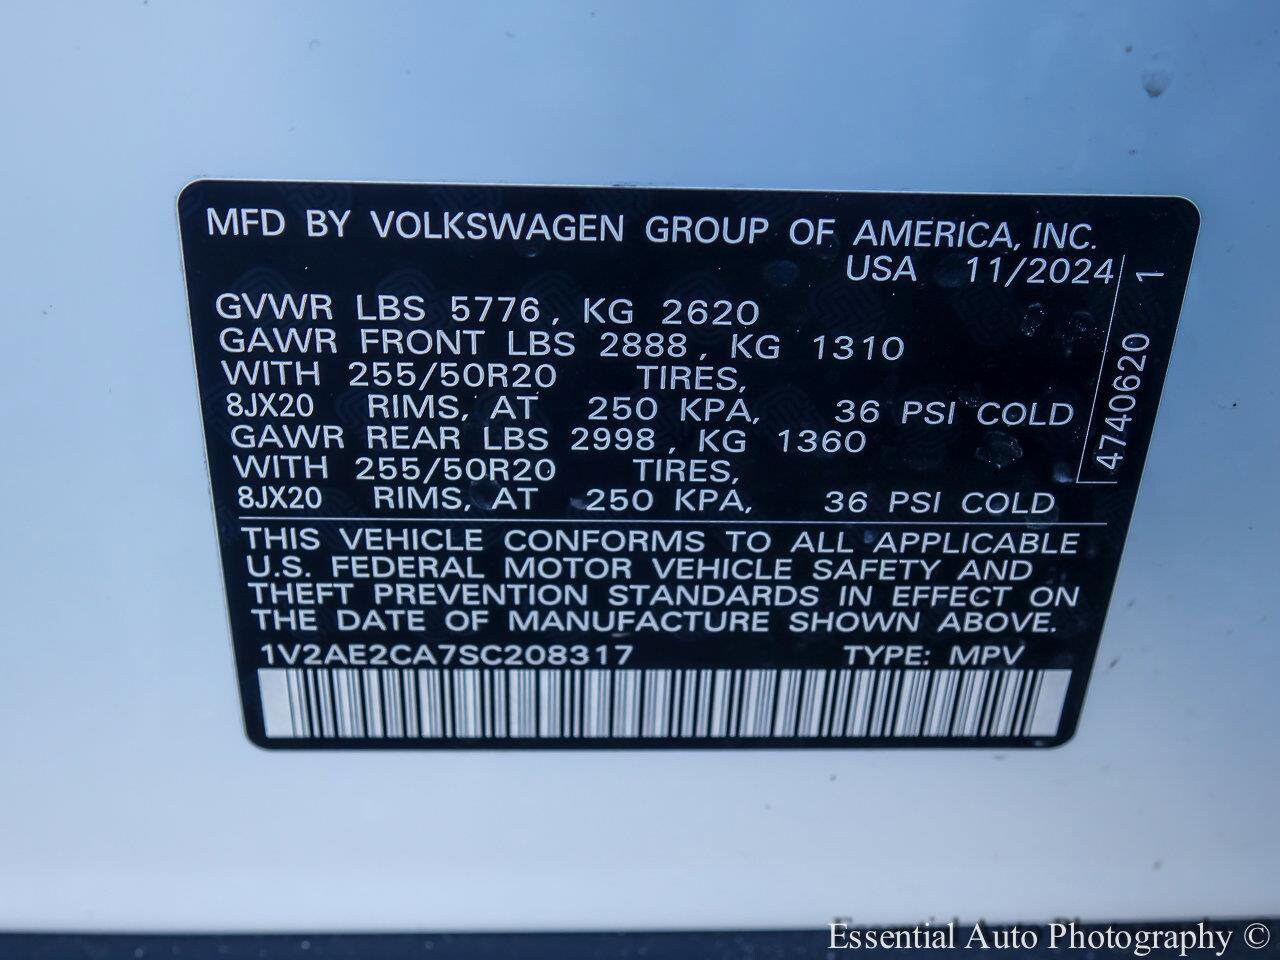 MFD BY VOLKSWAGEN GROUP OF AMERICA, INC.
USA 11/2024
GVWR LBS 5776, KG 2620
GAWR FRONT LBS 2888, KG 1310
WITH 255/50R20 TIRES,
8JX20 RIMS, AT 250 KPA, 36 PSI COLD
GAWR REAR LBS 2998, KG 1360
WITH 255/50R20 TIRES,
8JX20 RIMS, AT 250 KPA, 36 PSI COLD
4740620 1
THIS VEHICLE CONFORMS TO ALL APPLICABLE
U.S. FEDERAL MOTOR VEHICLE SAFETY AND
THEFT PREVENTION STANDARDS IN EFFECT ON
THE DATE OF MANUFACTURE SHOWN ABOVE.
1V2AE2CA7SC208317 TYPE: MPV
Essential Auto Photography ©